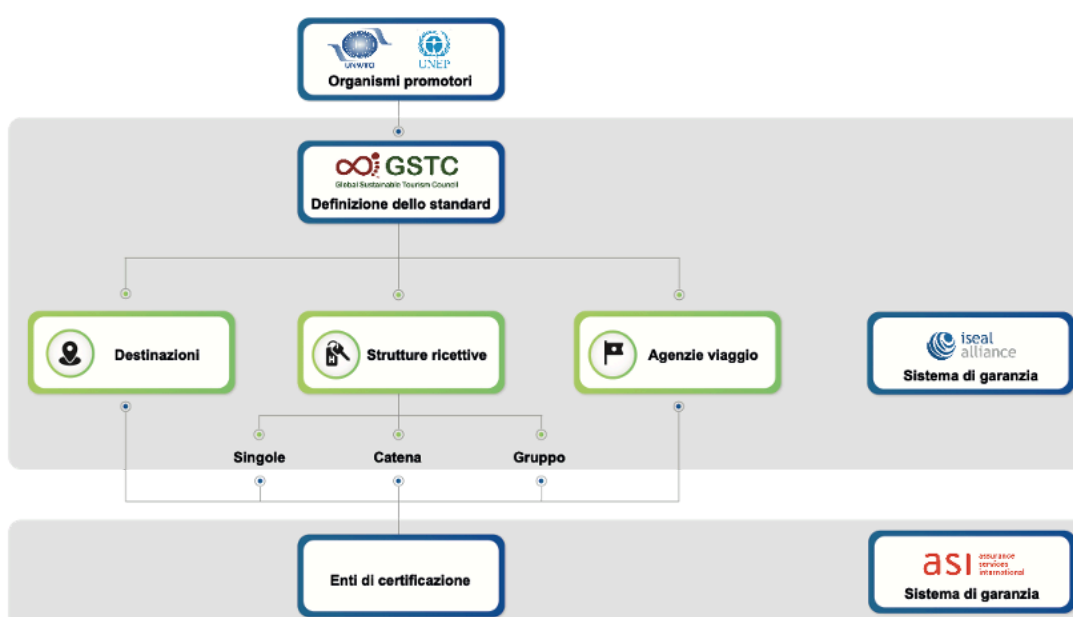 UNWTO
UNEP
Organismi promotori
GSTC
Global Sustainable Tourism Council
Definizione dello standard
Destinazioni
H
Strutture ricettive
Agenzie viaggio
iseal
alliance
Sistema di garanzia
Singole
Catena
Gruppo
Enti di certificazione
asi
assurance
services
international
Sistema di garanzia